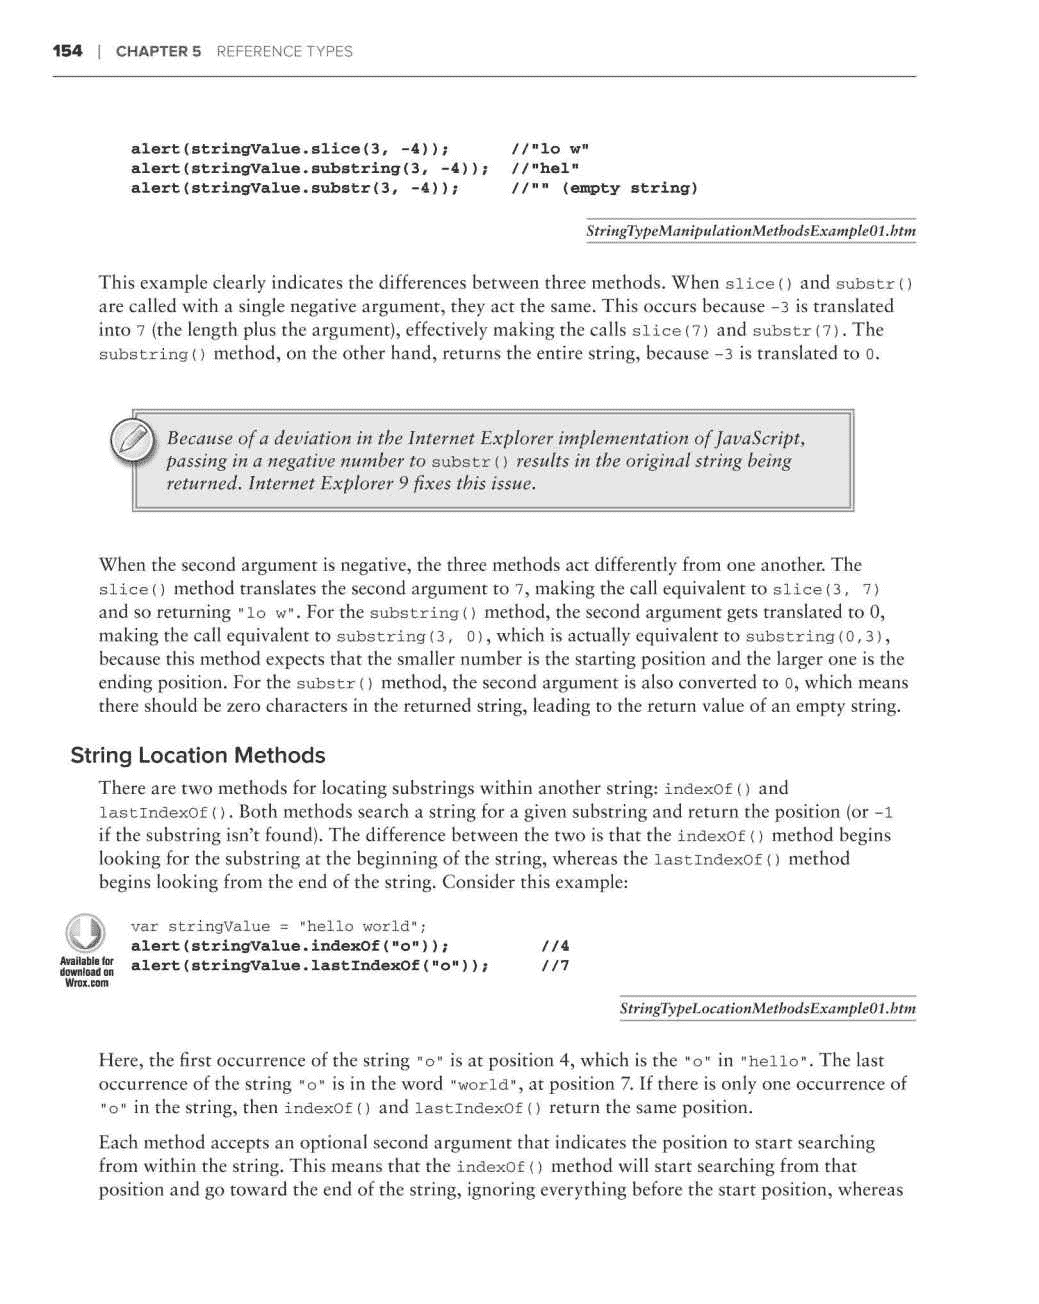 154 | CHAPTER 5 REFERENCE TYPES
alert(stringValue.slice(3, -4)); //"lo w"
alert(stringValue.substring(3, -4)); //"hel"
alert(stringValue.substr(3, -4)); //"" (empty string)
StringTypeManipulationMethodsExample01.htm
This example clearly indicates the differences between three methods. When slice() and substr()
are called with a single negative argument, they act the same. This occurs because -3 is translated
into 7 (the length plus the argument), effectively making the calls slice(7) and substr(7). The
substring() method, on the other hand, returns the entire string, because -3 is translated to 0.
Because of a deviation in the Internet Explorer implementation of JavaScript,
passing in a negative number to substr() results in the original string being
returned. Internet Explorer 9 fixes this issue.
When the second argument is negative, the three methods act differently from one another. The
slice() method translates the second argument to 7, making the call equivalent to slice(3, 7)
and so returning "lo w". For the substring() method, the second argument gets translated to 0,
making the call equivalent to substring(3, 0), which is actually equivalent to substring(0,3),
because this method expects that the smaller number is the starting position and the larger one is the
ending position. For the substr() method, the second argument is also converted to 0, which means
there should be zero characters in the returned string, leading to the return value of an empty string.
String Location Methods
There are two methods for locating substrings within another string: indexOf() and
lastIndexOf(). Both methods search a string for a given substring and return the position (or -1
if the substring isn't found). The difference between the two is that the indexOf() method begins
looking for the substring at the beginning of the string, whereas the lastIndexOf() method
begins looking from the end of the string. Consider this example:
var stringValue = "hello world";
alert(stringValue.indexOf("o")); //4
alert(stringValue.lastIndexOf("o")); //7
Available for
download on
Wrox.com
StringTypeLocationMethodsExample01.htm
Here, the first occurrence of the string "o" is at position 4, which is the "o" in "hello". The last
occurrence of the string "o" is in the word "world", at position 7. If there is only one occurrence of
"o" in the string, then indexOf() and lastIndexOf() return the same position.
Each method accepts an optional second argument that indicates the position to start searching
from within the string. This means that the indexOf() method will start searching from that
position and go toward the end of the string, ignoring everything before the start position, whereas